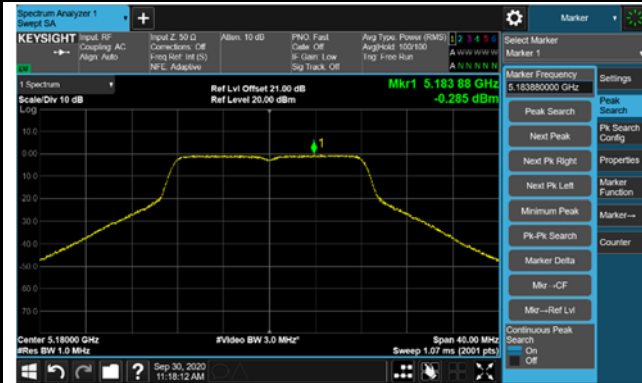 Spectrum Analyzer 1
Swept SA
+
Marker
KEYSIGHT
Input: RF
Coupling: AC
Align: Auto
Input Z: 50 Ω
Corrections: Off
Freq Ref: Int (S)
NFE: Adaptive
Atten: 10 dB
PNO: Fast
Gate: Off
IF Gain: Low
Sig Track: Off
Avg Type: Power (RMS)
Avg|Hold: 100/100
Trig: Free Run
1 2 3 4 5 6
A W W W W W
A N N N N N
Select Marker
Marker 1
1 Spectrum
Scale/Div 10 dB
Log
Ref Lvl Offset 21.00 dB
Ref Level 20.00 dBm
Mkr1 5.183 88 GHz
-0.285 dBm
10.0
0.00
-10.0
-20.0
-30.0
-40.0
-50.0
-60.0
-70.0
1
Center 5.18000 GHz
#Res BW 1.0 MHz
#Video BW 3.0 MHz*
Span 40.00 MHz
Sweep 1.07 ms (2001 pts)
Marker Frequency
5.183880000 GHz
Peak Search
Next Peak
Next Pk Right
Next Pk Left
Minimum Peak
Pk-Pk Search
Marker Delta
Mkr→CF
Mkr→Ref Lvl
Continuous Peak
Search
On
Off
Settings
Peak
Search
Pk Search
Config
Properties
Marker
Function
Marker→
Counter
?
Sep 30, 2020
11:18:12 AM